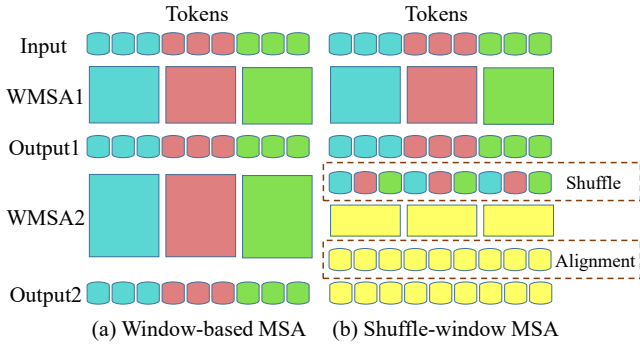 Tokens Tokens
Input
WMSA1
Output1
Shuffle
WMSA2
Alignment
Output2
(a) Window-based MSA (b) Shuffle-window MSA